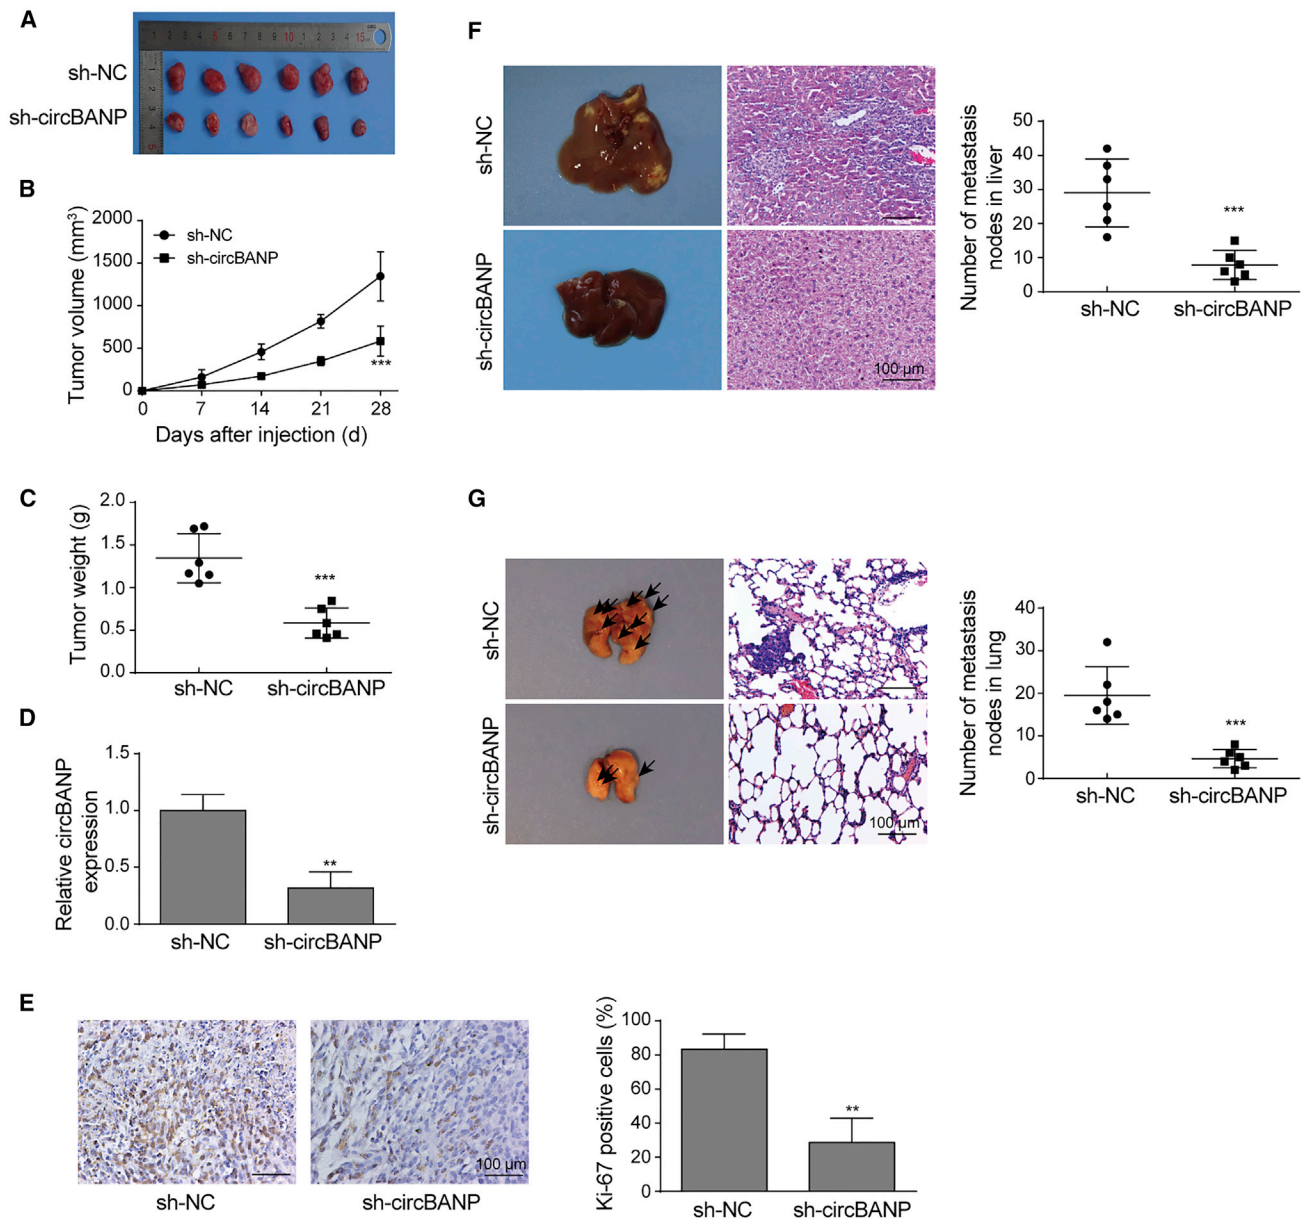 A
sh-NC
sh-circBANP
B
Tumor volume (mm³)
2000
1500
1000
500
0
sh-NC
sh-circBANP
***
0 7 14 21 28
Days after injection (d)
C
Tumor weight (g)
2.0
1.5
1.0
0.5
0.0
***
sh-NC sh-circBANP
D
Relative circBANP
expression
1.5
1.0
0.5
0.0
**
sh-NC sh-circBANP
E
100 µm
sh-NC sh-circBANP
Ki-67 positive cells (%)
100
80
60
40
20
0
**
sh-NC sh-circBANP
F
sh-NC
sh-circBANP
100 µm
Number of metastasis
nodes in liver
50
40
30
20
10
0
***
sh-NC sh-circBANP
G
sh-NC
sh-circBANP
100 µm
Number of metastasis
nodes in lung
40
30
20
10
0
***
sh-NC sh-circBANP